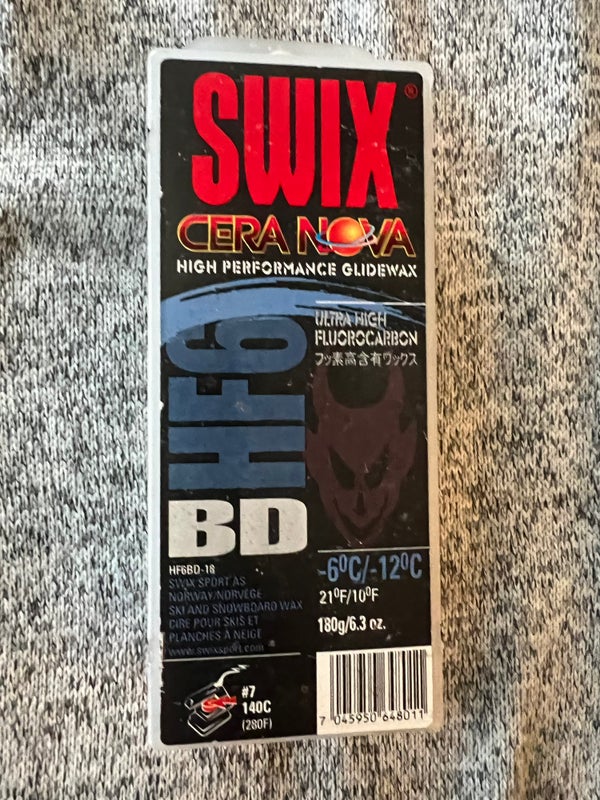 SWIX®
CERA NOVA
HIGH PERFORMANCE GLIDEWAX
HF6
ULTRA HIGH
FLUOROCARBON
フッ素高含有ワックス
BD
HF6BD-18
SWIX SPORT AS
NORWAY/NORVEGE
SKI AND SNOWBOARD WAX
CIRE POUR SKIS ET
PLANCHES À NEIGE
www.swixsport.com
-6⁰C/-12⁰C
21⁰F/10⁰F
180g/6.3 oz.
#7
140C
(280F)
7 045950 648011